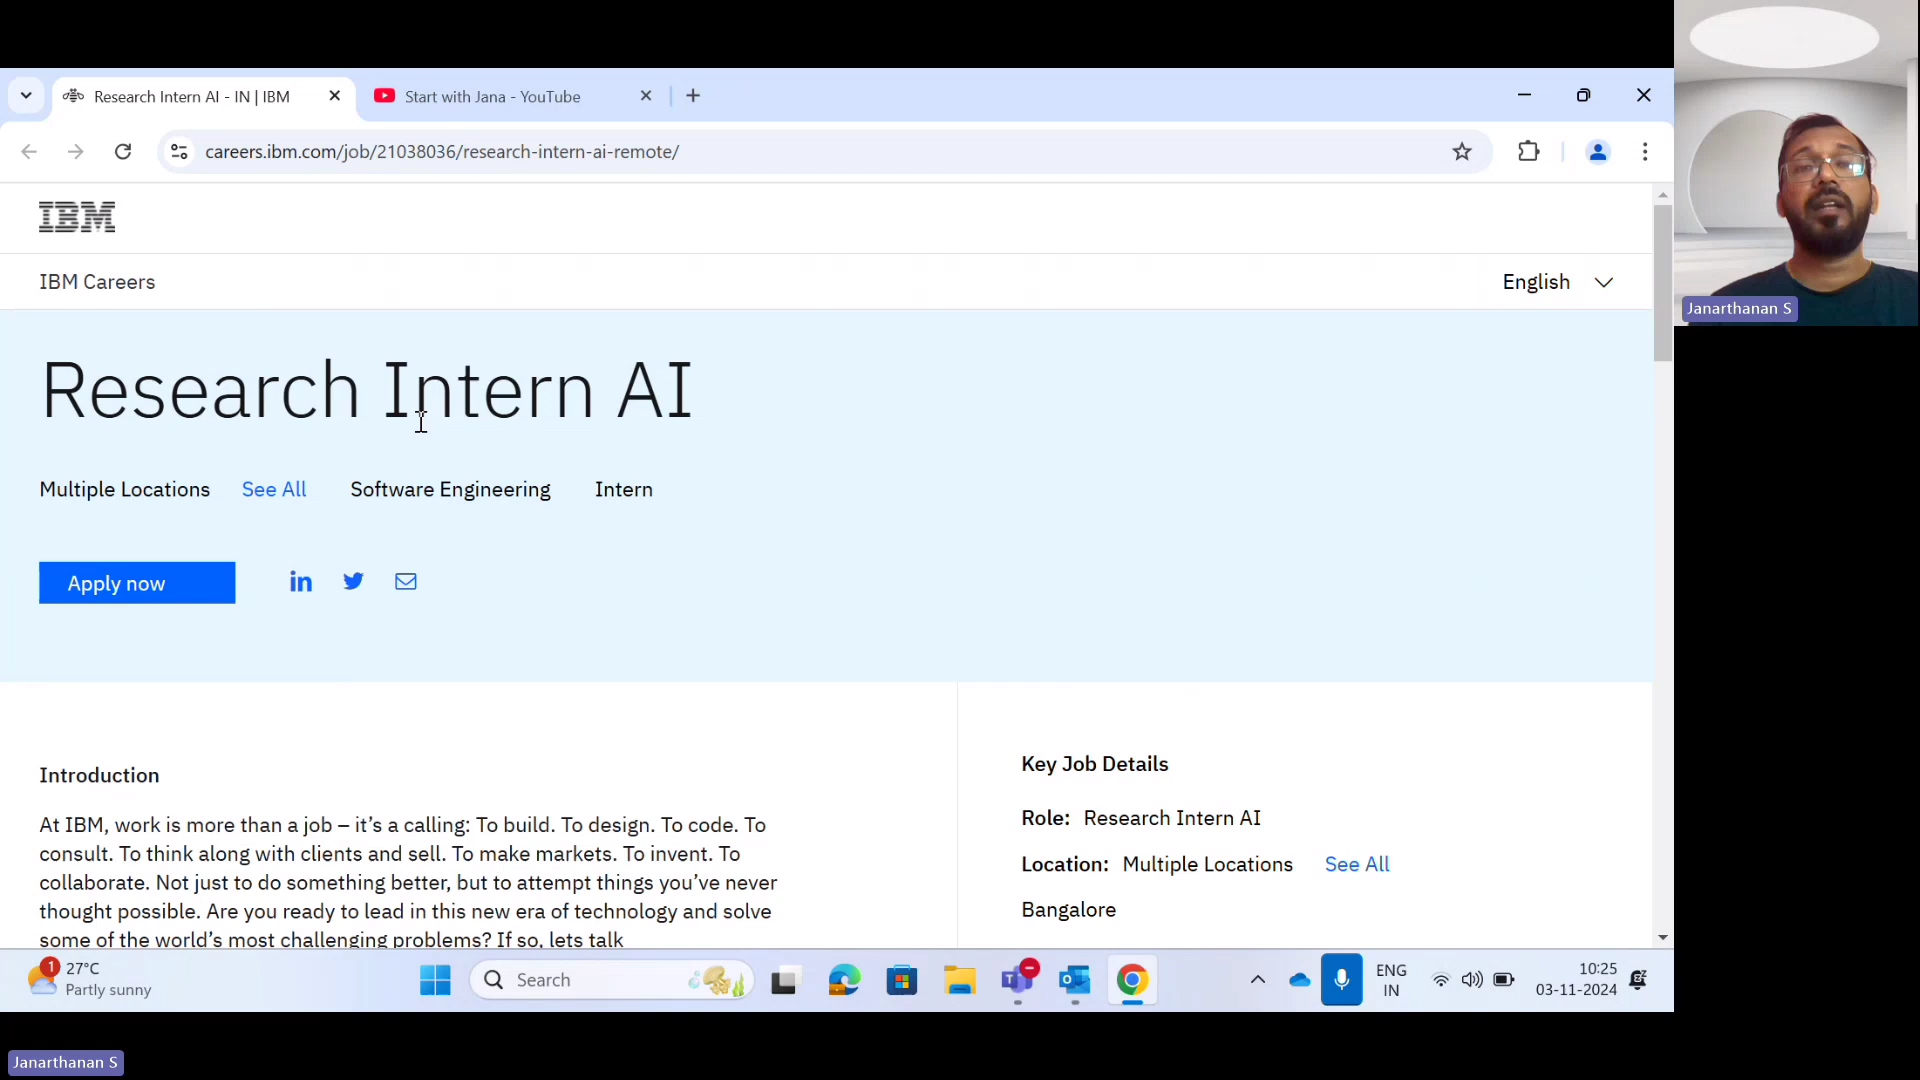 Research Intern AI - IN | IBM
Start with Jana - YouTube
careers.ibm.com/job/21038036/research-intern-ai-remote/
IBM
IBM Careers
English
Research Intern AI
Multiple Locations See All Software Engineering Intern
Apply now
Introduction
At IBM, work is more than a job – it’s a calling: To build. To design. To code. To
consult. To think along with clients and sell. To make markets. To invent. To
collaborate. Not just to do something better, but to attempt things you’ve never
thought possible. Are you ready to lead in this new era of technology and solve
some of the world’s most challenging problems? If so, lets talk
Key Job Details
Role: Research Intern AI
Location: Multiple Locations See All
Bangalore
Janarthanan S
1
27°C
Partly sunny
Search
ENG
IN
10:25
03-11-2024
Janarthanan S